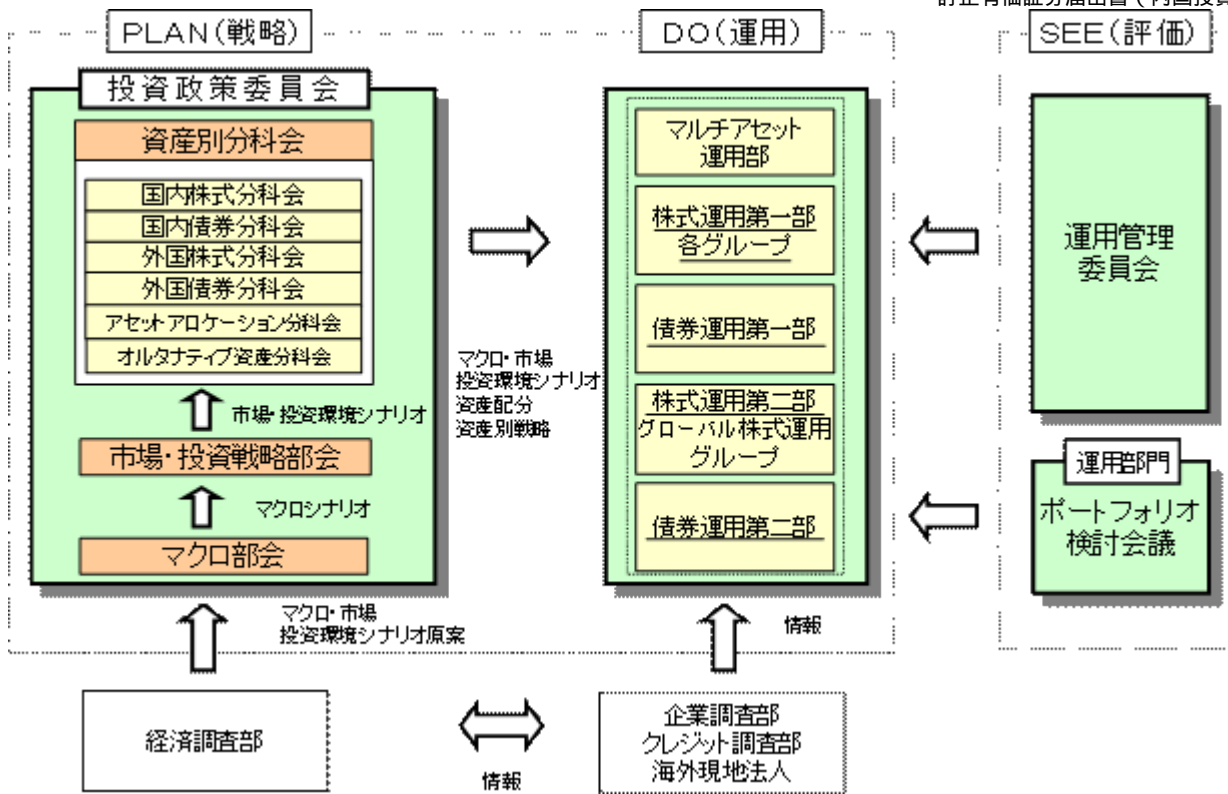 訂正有価証券届出書(内国投資
PLAN(戦略)
投資政策委員会
資産別分科会
国内株式分科会
国内債券分科会
外国株式分科会
外国債券分科会
アセットアロケーション分科会
オルタナティブ資産分科会
市場・投資環境シナリオ
市場・投資戦略部会
マクロシナリオ
マクロ部会
マクロ・市場
投資環境シナリオ原案
経済調査部
マクロ・市場
投資環境シナリオ
資産配分
資産別戦略
情報
DO(運用)
マルチアセット
運用部
株式運用第一部
各グループ
債券運用第一部
株式運用第二部
グローバル株式運用
グループ
債券運用第二部
情報
企業調査部
クレジット調査部
海外現地法人
SEE(評価)
運用管理
委員会
運用部門
ポートフォリオ
検討会議